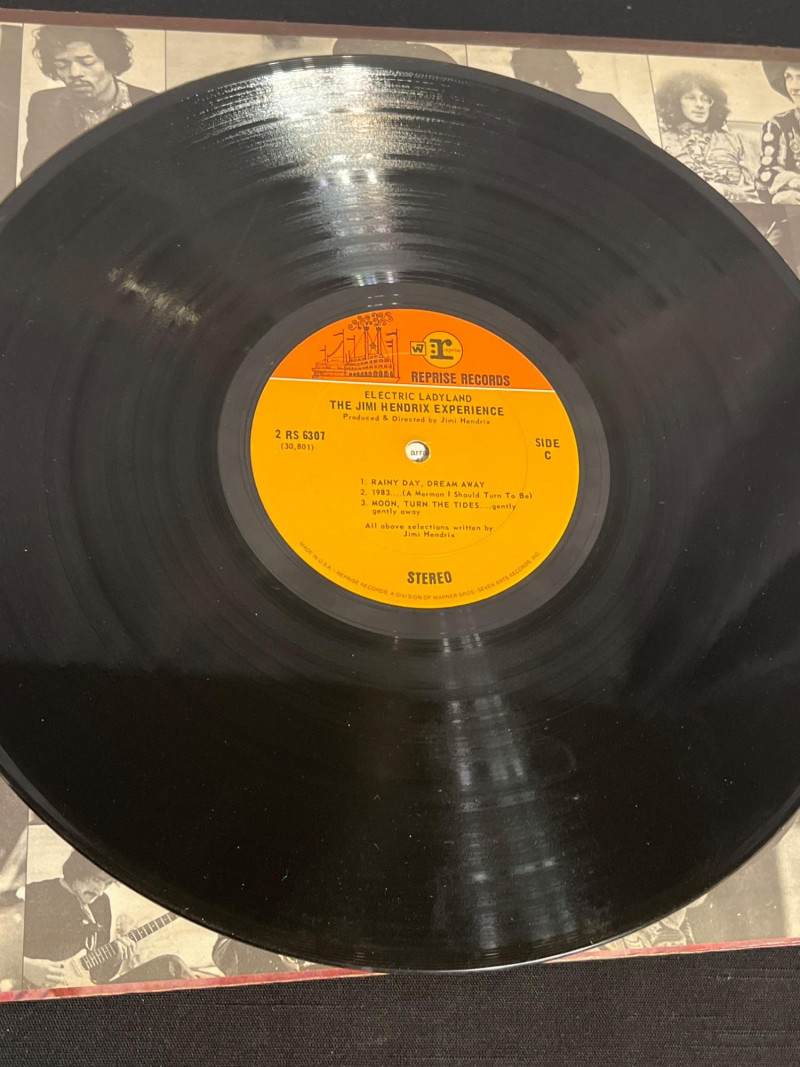 W
r
reprise
REPRISE RECORDS
ELECTRIC LADYLAND
THE JIMI HENDRIX EXPERIENCE
Produced & Directed by Jimi Hendrix
2 RS 6307
(30,801)
SIDE
C
arra
1. RAINY DAY, DREAM AWAY
2. 1983....(A Merman I Should Turn To Be)
3. MOON, TURN THE TIDES....gently
gently away
All above selections written by
Jimi Hendrix
STEREO
MADE IN U.S.A. - REPRISE RECORDS, A DIVISION OF WARNER BROS.-SEVEN ARTS RECORDS, INC.